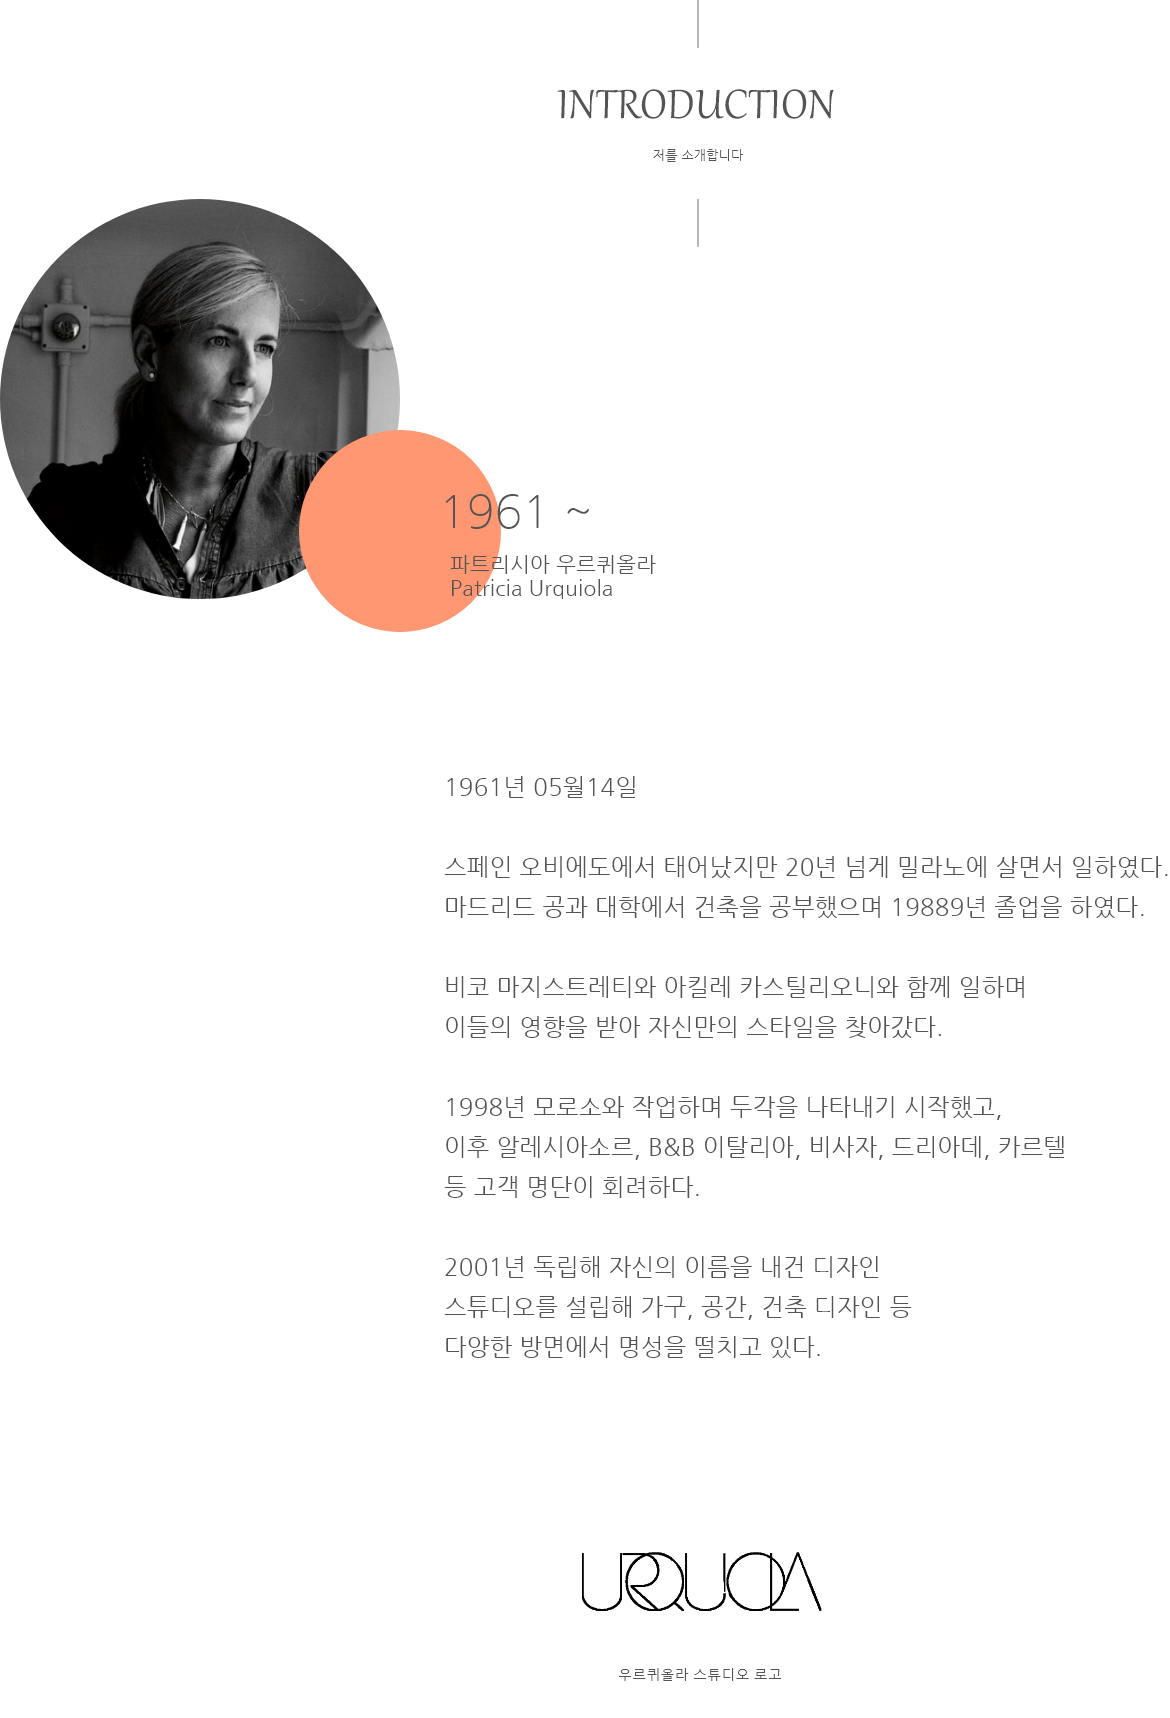 INTRODUCTION
저를 소개합니다
1961 ~
파트리시아 우르퀴올라
Patricia Urquiola
1961년 05월14일
스페인 오비에도에서 태어났지만 20년 넘게 밀라노에 살면서 일하였다.
마드리드 공과 대학에서 건축을 공부했으며 19889년 졸업을 하였다.
비코 마지스트레티와 아킬레 카스틸리오니와 함께 일하며
이들의 영향을 받아 자신만의 스타일을 찾아갔다.
1998년 모로소와 작업하며 두각을 나타내기 시작했고,
이후 알레시아소르, B&B 이탈리아, 비사자, 드리아데, 카르텔
등 고객 명단이 회려하다.
2001년 독립해 자신의 이름을 내건 디자인
스튜디오를 설립해 가구, 공간, 건축 디자인 등
다양한 방면에서 명성을 떨치고 있다.
URQUIOLA
우르퀴올라 스튜디오 로고